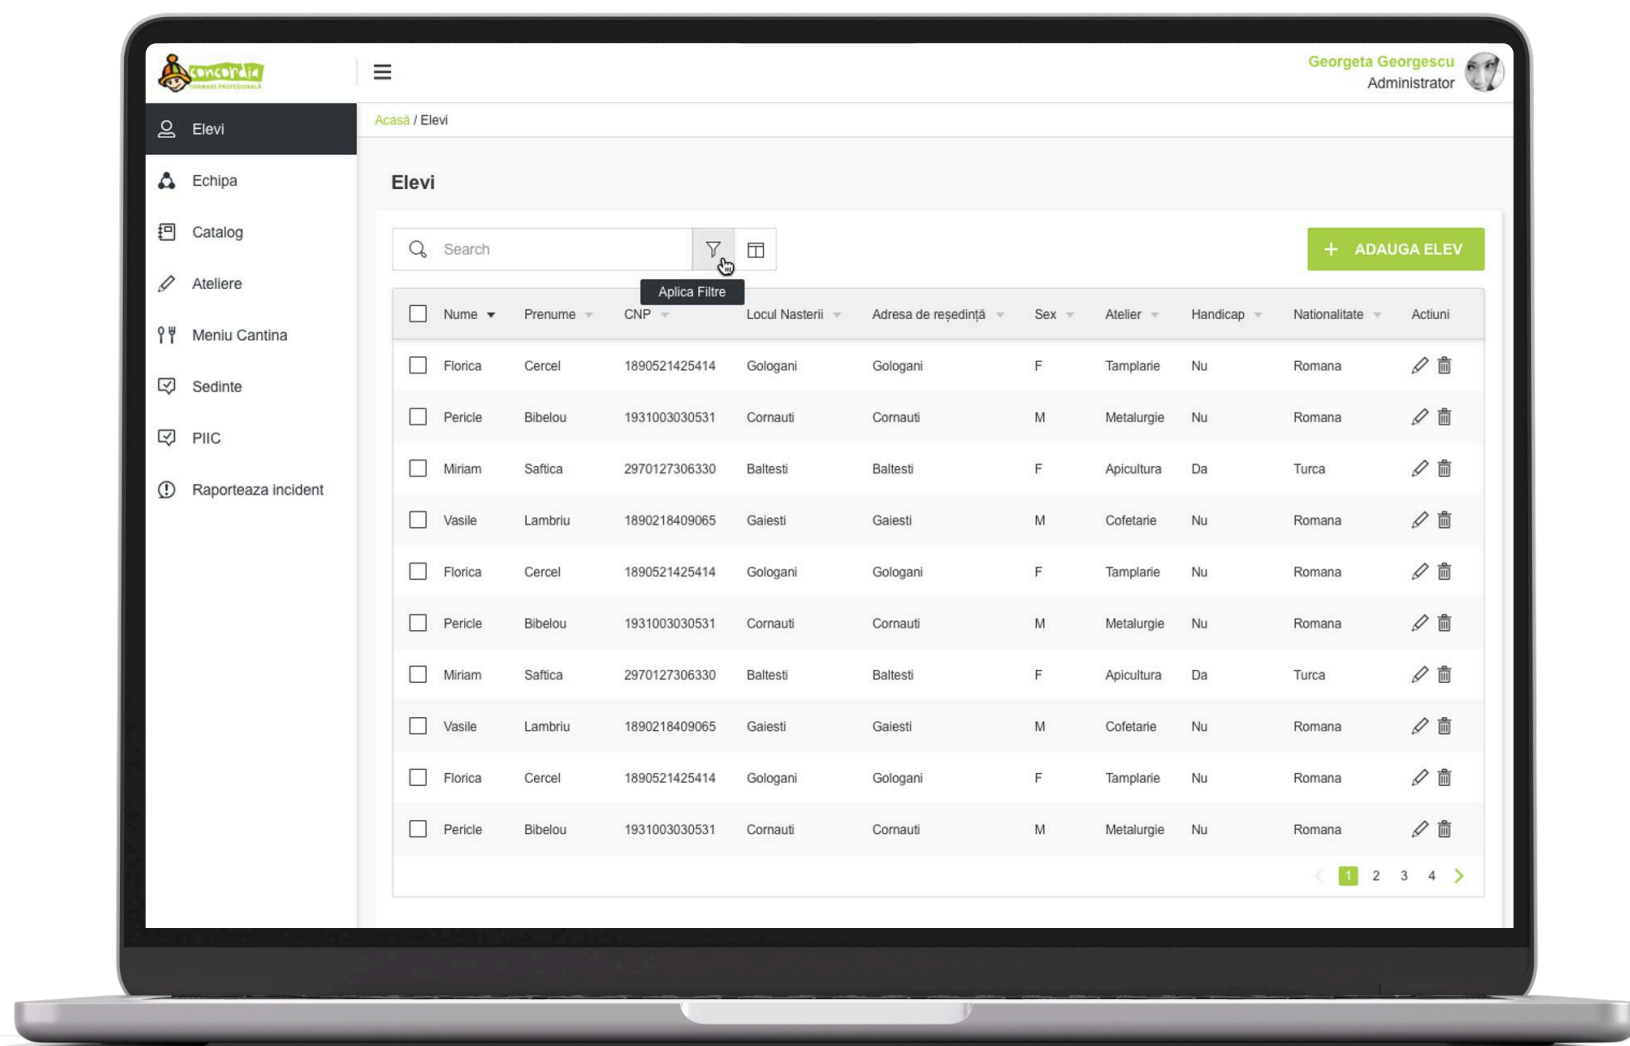 concordia
FORMARE PROFESIONALĂ
Georgeta Georgescu
Administrator
Elevi
Echipa
Catalog
Ateliere
Meniu Cantina
Sedinte
PIIC
Raporteaza incident
Acasă / Elevi
Elevi
Search
+ ADAUGA ELEV
Aplica Filtre
Nume Prenume CNP Locul Nasterii Adresa de reședință Sex Atelier Handicap Nationalitate Actiuni
Florica Cercel 1890521425414 Gologani Gologani F Tamplarie Nu Romana
Pericle Bibelou 1931003030531 Cornauti Cornauti M Metalurgie Nu Romana
Miriam Saftica 2970127306330 Baltesti Baltesti F Apicultura Da Turca
Vasile Lambriu 1890218409065 Gaiesti Gaiesti M Cofetarie Nu Romana
Florica Cercel 1890521425414 Gologani Gologani F Tamplarie Nu Romana
Pericle Bibelou 1931003030531 Cornauti Cornauti M Metalurgie Nu Romana
Miriam Saftica 2970127306330 Baltesti Baltesti F Apicultura Da Turca
Vasile Lambriu 1890218409065 Gaiesti Gaiesti M Cofetarie Nu Romana
Florica Cercel 1890521425414 Gologani Gologani F Tamplarie Nu Romana
Pericle Bibelou 1931003030531 Cornauti Cornauti M Metalurgie Nu Romana
< 1 2 3 4 >